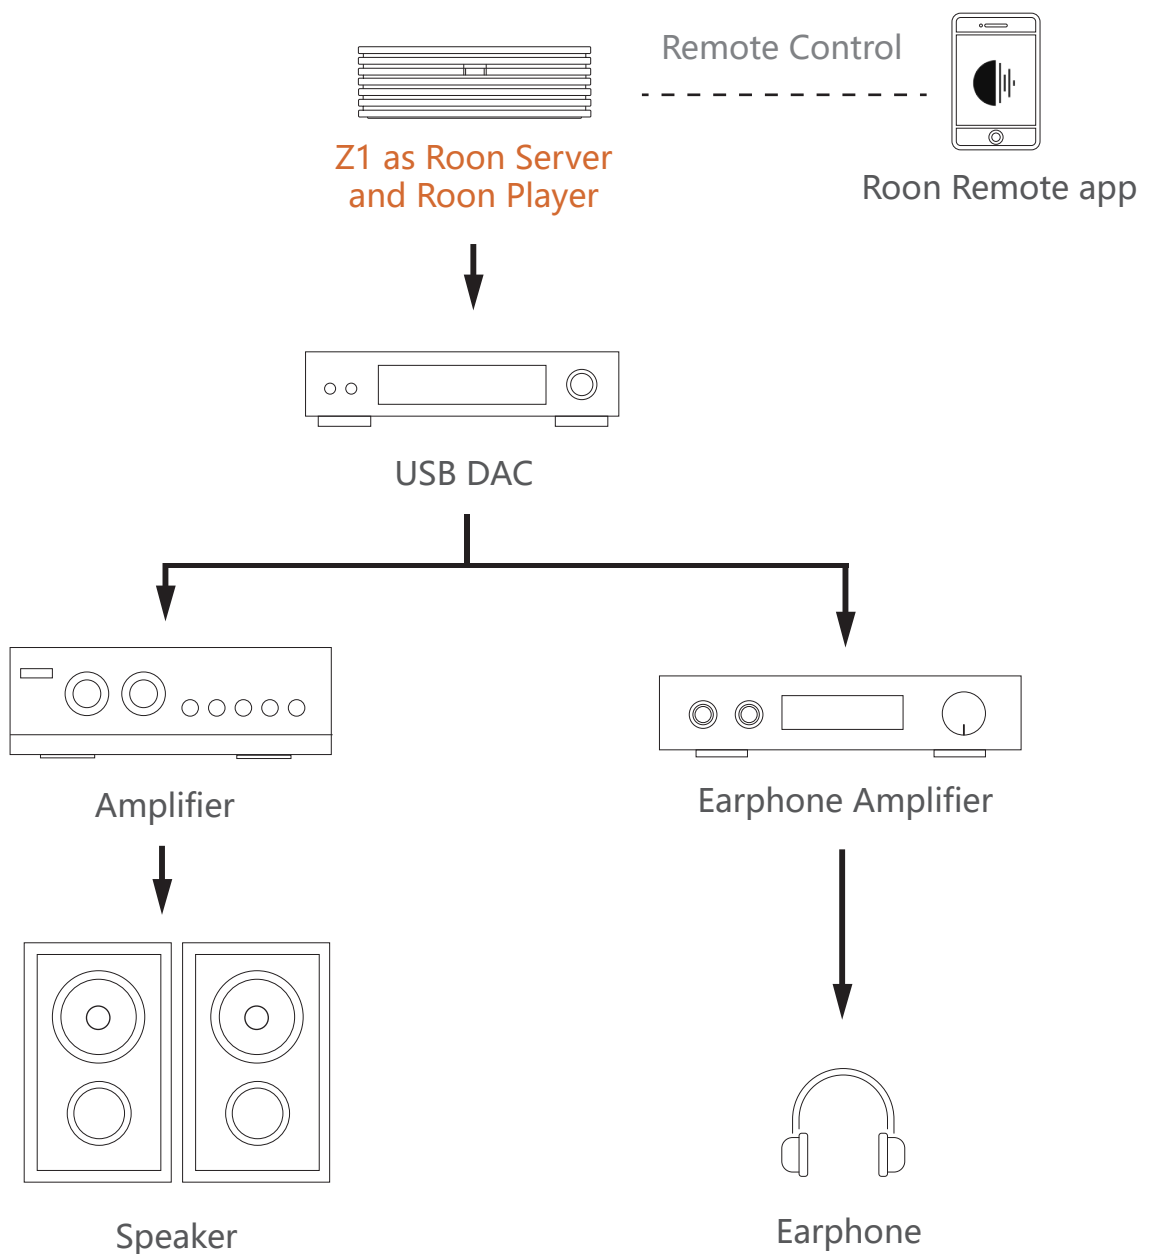 Remote Control
Z1 as Roon Server
and Roon Player
Roon Remote app
USB DAC
Amplifier
Earphone Amplifier
Speaker
Earphone